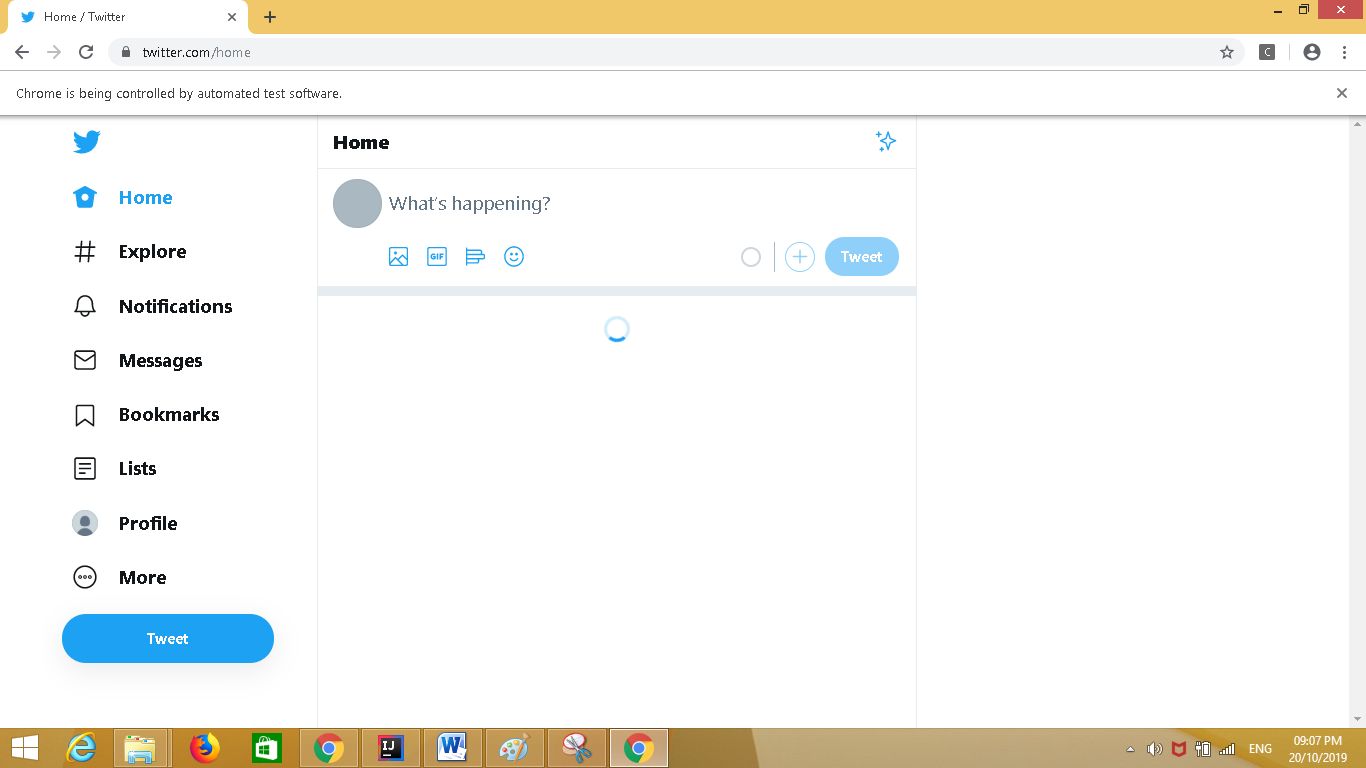 Home / Twitter
twitter.com/home
C
Chrome is being controlled by automated test software.
Home
What's happening?
GIF
Tweet
Home
Explore
Notifications
Messages
Bookmarks
Lists
Profile
More
Tweet
IJ
W
ENG
09:07 PM
20/10/2019